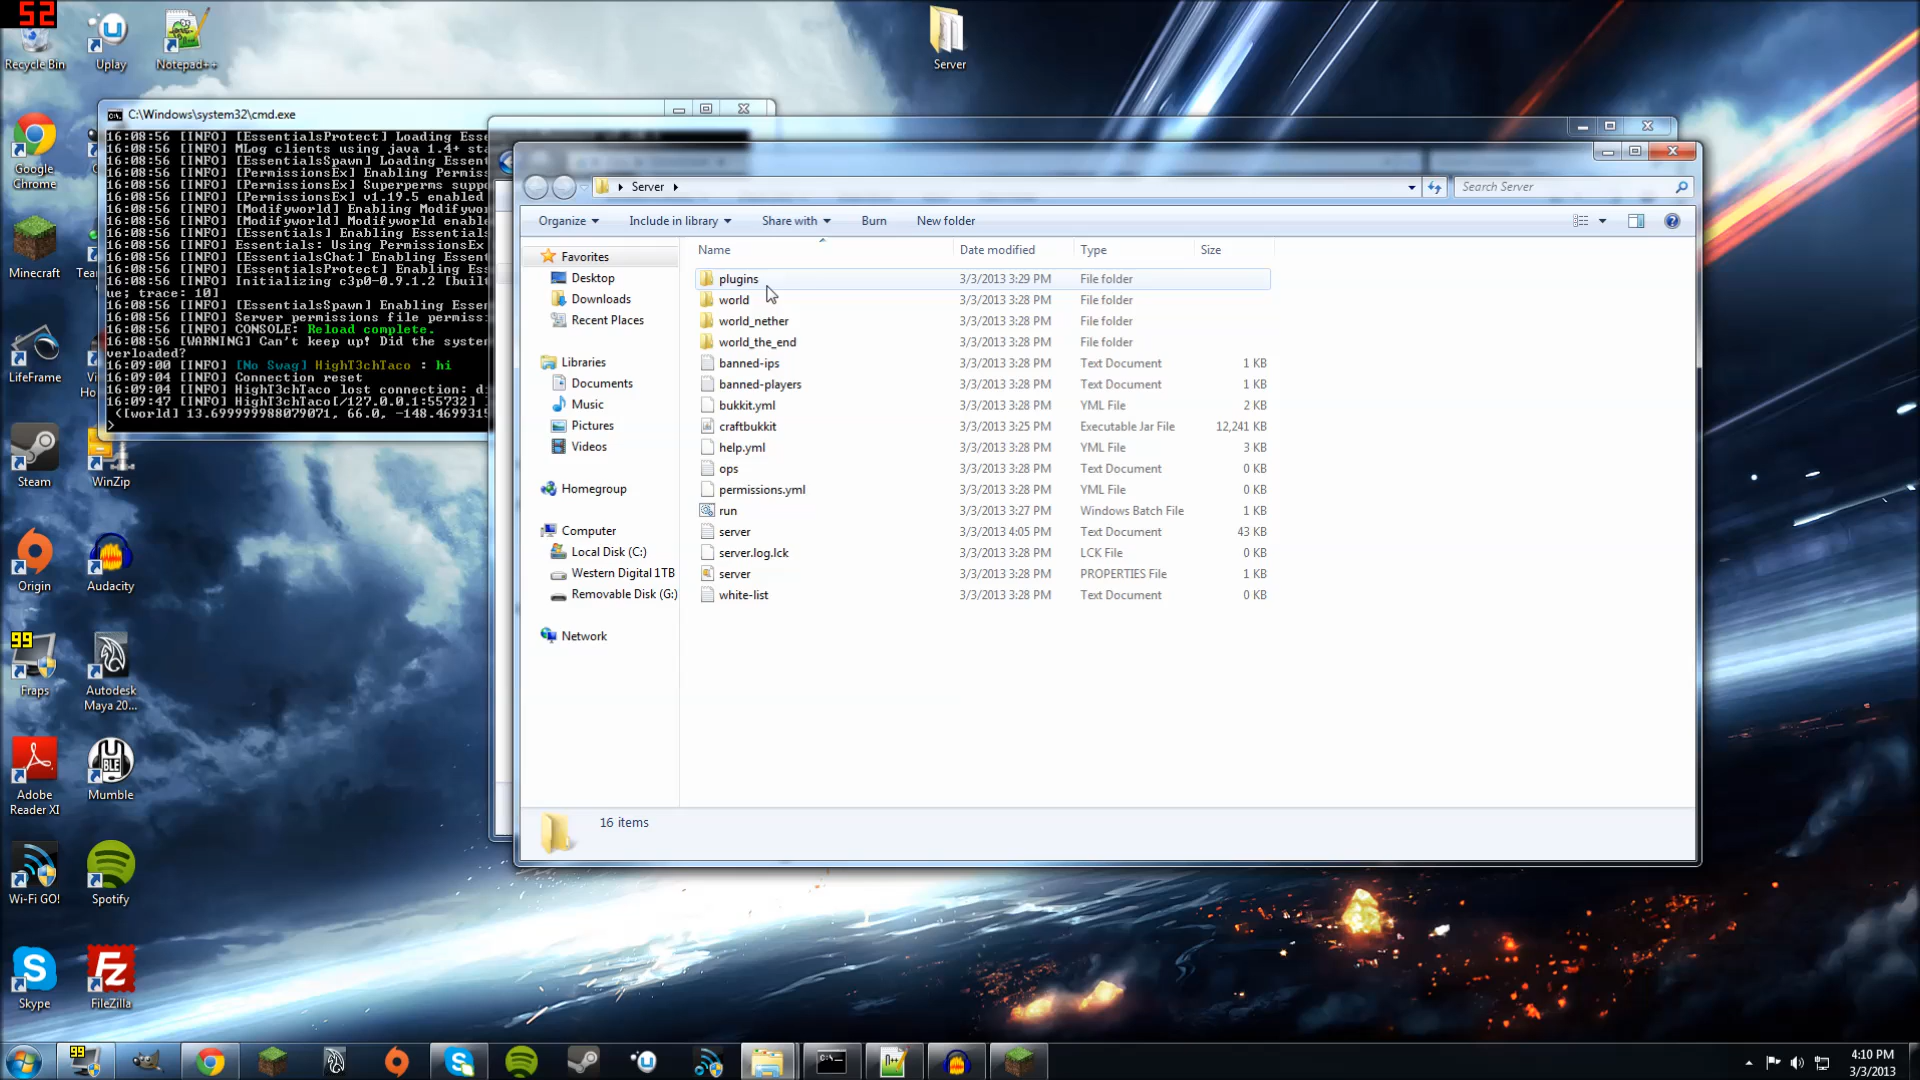 52
Recycle Bin
Uplay
Notepad++
Server
Google Chrome
Minecraft
LifeFrame
Steam
WinZip
Origin
Audacity
99
Fraps
Autodesk Maya 20...
Adobe Reader XI
Mumble
Wi-Fi GO!
Spotify
Skype
FileZilla
C:\Windows\system32\cmd.exe
16:08:56 [INFO] [EssentialsProtect] Loading Esse
16:08:56 [INFO] MLog clients using java 1.4+ sta
16:08:56 [INFO] [EssentialsSpawn] Loading Essent
16:08:56 [INFO] [PermissionsEx] Enabling Permiss
16:08:56 [INFO] [PermissionsEx] Superperms suppo
16:08:56 [INFO] [PermissionsEx] v1.19.5 enabled
16:08:56 [INFO] [Modifyworld] Enabling Modifywor
16:08:56 [INFO] [Modifyworld] Modifyworld enable
16:08:56 [INFO] [Essentials] Enabling Essentials
16:08:56 [INFO] Essentials: Using PermissionsEx
16:08:56 [INFO] [EssentialsChat] Enabling Essent
16:08:56 [INFO] [EssentialsProtect] Enabling Ess
16:08:56 [INFO] Initializing c3p0-0.9.1.2 [built
ue; trace: 10]
16:08:56 [INFO] [EssentialsSpawn] Enabling Essen
16:08:56 [INFO] Server permissions file permissi
16:08:56 [INFO] CONSOLE: Reload complete.
16:08:56 [WARNING] Can't keep up! Did the system
verloaded?
16:09:00 [INFO] [No Swag] HighT3chTaco : hi
16:09:04 [INFO] Connection reset
16:09:04 [INFO] HighT3chTaco lost connection: di
16:09:47 [INFO] HighT3chTaco[/127.0.0.1:55732] l
([world] 13.699999988079071, 66.0, -148.4699315
>
Server
Search Server
Organize
Include in library
Share with
Burn
New folder
Favorites
Desktop
Downloads
Recent Places
Libraries
Documents
Music
Pictures
Videos
Homegroup
Computer
Local Disk (C:)
Western Digital 1TB
Removable Disk (G:)
Network
Name Date modified Type Size
plugins 3/3/2013 3:29 PM File folder
world 3/3/2013 3:28 PM File folder
world_nether 3/3/2013 3:28 PM File folder
world_the_end 3/3/2013 3:28 PM File folder
banned-ips 3/3/2013 3:28 PM Text Document 1 KB
banned-players 3/3/2013 3:28 PM Text Document 1 KB
bukkit.yml 3/3/2013 3:28 PM YML File 2 KB
craftbukkit 3/3/2013 3:25 PM Executable Jar File 12,241 KB
help.yml 3/3/2013 3:28 PM YML File 3 KB
ops 3/3/2013 3:28 PM Text Document 0 KB
permissions.yml 3/3/2013 3:28 PM YML File 0 KB
run 3/3/2013 3:27 PM Windows Batch File 1 KB
server 3/3/2013 4:05 PM Text Document 43 KB
server.log.lck 3/3/2013 3:28 PM LCK File 0 KB
server 3/3/2013 3:28 PM PROPERTIES File 1 KB
white-list 3/3/2013 3:28 PM Text Document 0 KB
16 items
99
4:10 PM
3/3/2013